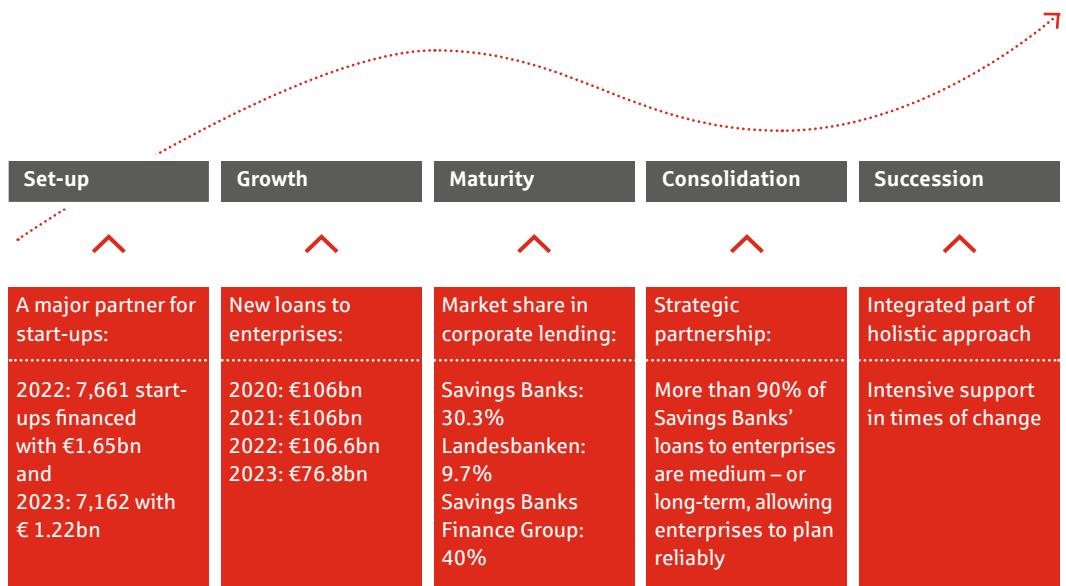 Set-up
Growth
Maturity
Consolidation
Succession
A major partner for
start-ups:
2022: 7,661 start-
ups financed
with €1.65bn
and
2023: 7,162 with
€ 1.22bn
New loans to
enterprises:
2020: €106bn
2021: €106bn
2022: €106.6bn
2023: €76.8bn
Market share in
corporate lending:
Savings Banks:
30.3%
Landesbanken:
9.7%
Savings Banks
Finance Group:
40%
Strategic
partnership:
More than 90% of
Savings Banks’
loans to enterprises
are medium – or
long-term, allowing
enterprises to plan
reliably
Integrated part of
holistic approach
Intensive support
in times of change